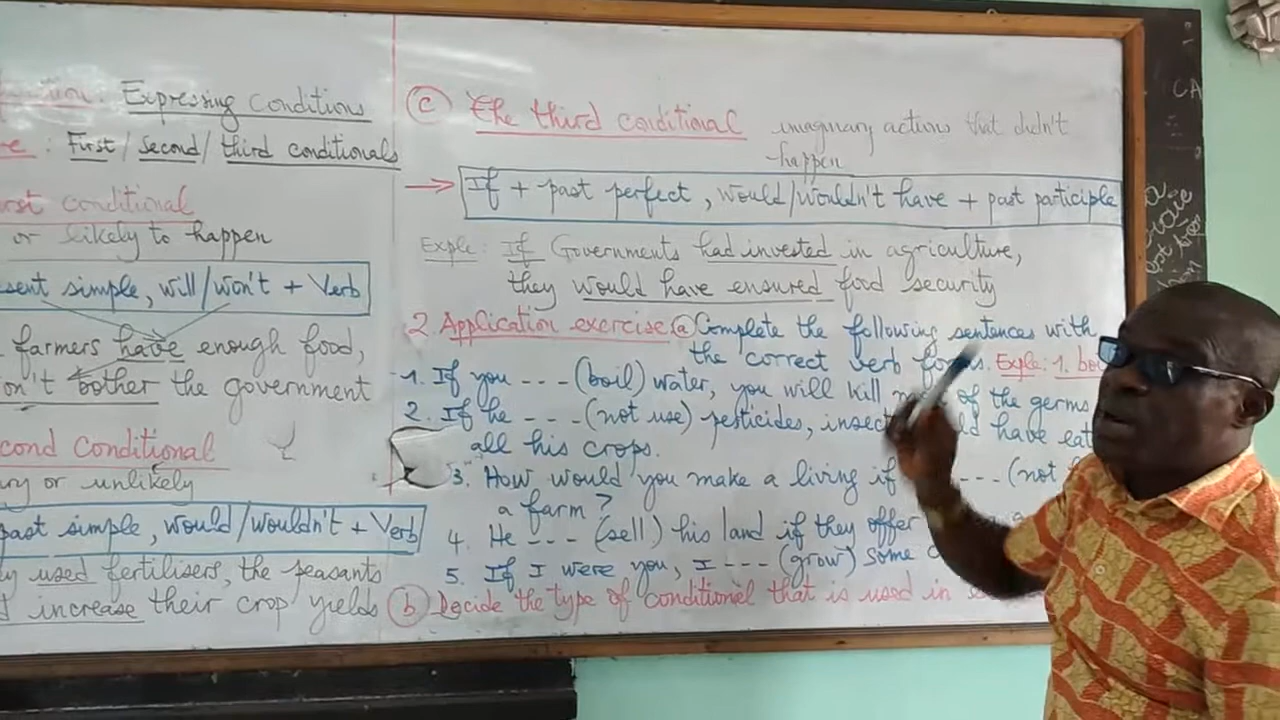 Expressing conditions
: First/Second/third conditionals
conditional
or likely to happen
simple, will/won't + Verb
farmers have enough food,
bother the government
Conditional
or unlikely
past simple, would/wouldn't + Verb
used fertilisers, the peasants
increase their crop yields
c The third conditional imaginary actions that didn't
happen
→ If + past perfect, would/wouldn't have + past participle
Exple: If Governments had invested in agriculture,
they would have ensured food security
2. Application exercise a Complete the following sentences with
the correct verb Exple: 1.
1. If you --- (boil) water, you will kill of the germs
2. If he --- (not use) pesticides, have
all his crops.
3. How would you make a living if --- (not
a farm?
4. He --- (sell) his land if they offer
5. If I were you, I --- (grow) some
b Decide the type of conditional that is used in
CA